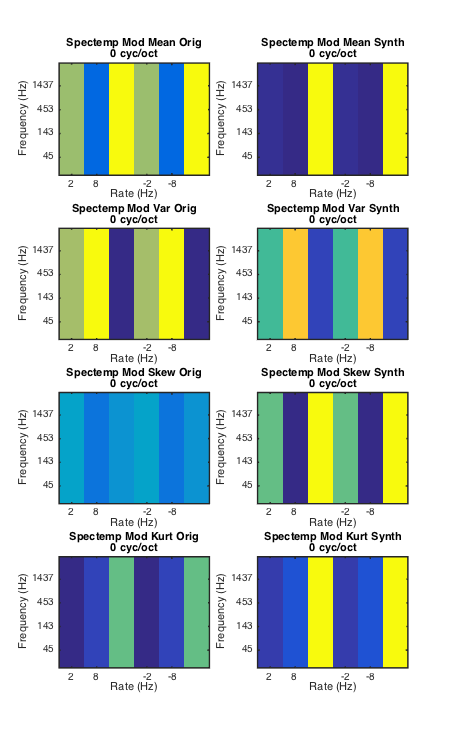 Spectemp Mod Mean Orig
0 cyc/oct
Frequency (Hz)
1437
453
143
45
2 8 -2 -8
Rate (Hz)
Spectemp Mod Mean Synth
0 cyc/oct
Frequency (Hz)
1437
453
143
45
2 8 -2 -8
Rate (Hz)
Spectemp Mod Var Orig
0 cyc/oct
Frequency (Hz)
1437
453
143
45
2 8 -2 -8
Rate (Hz)
Spectemp Mod Var Synth
0 cyc/oct
Frequency (Hz)
1437
453
143
45
2 8 -2 -8
Rate (Hz)
Spectemp Mod Skew Orig
0 cyc/oct
Frequency (Hz)
1437
453
143
45
2 8 -2 -8
Rate (Hz)
Spectemp Mod Skew Synth
0 cyc/oct
Frequency (Hz)
1437
453
143
45
2 8 -2 -8
Rate (Hz)
Spectemp Mod Kurt Orig
0 cyc/oct
Frequency (Hz)
1437
453
143
45
2 8 -2 -8
Rate (Hz)
Spectemp Mod Kurt Synth
0 cyc/oct
Frequency (Hz)
1437
453
143
45
2 8 -2 -8
Rate (Hz)